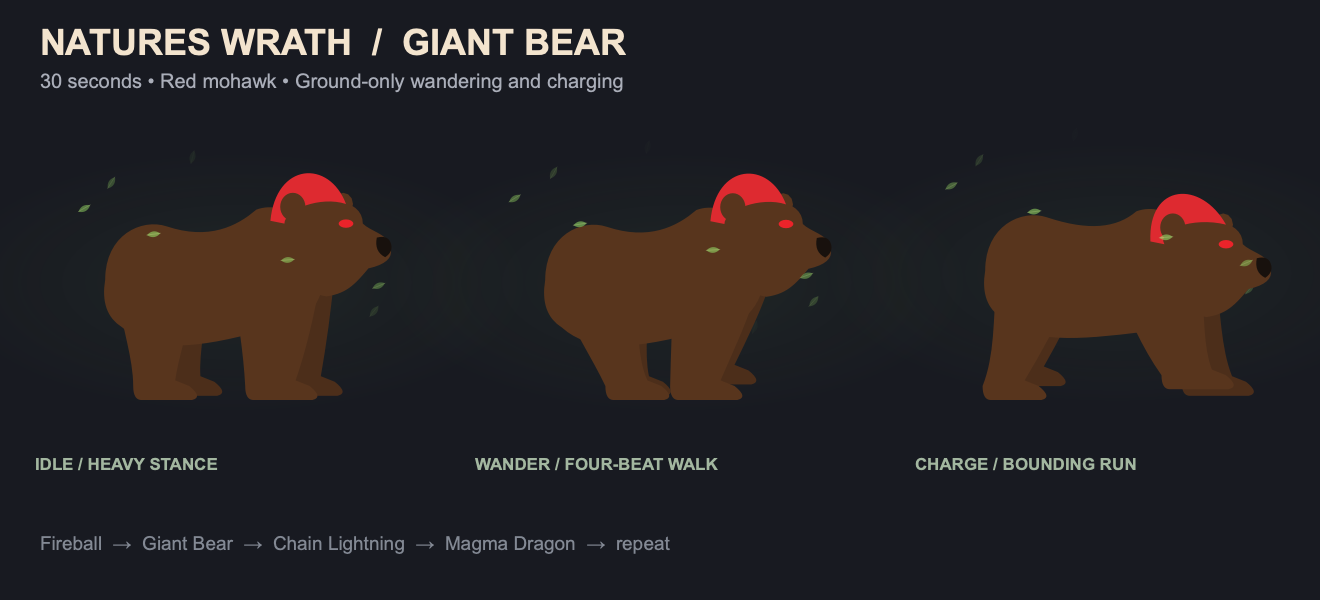 NATURES WRATH / GIANT BEAR
30 seconds • Red mohawk • Ground-only wandering and charging
IDLE / HEAVY STANCE
WANDER / FOUR-BEAT WALK
CHARGE / BOUNDING RUN
Fireball → Giant Bear → Chain Lightning → Magma Dragon → repeat